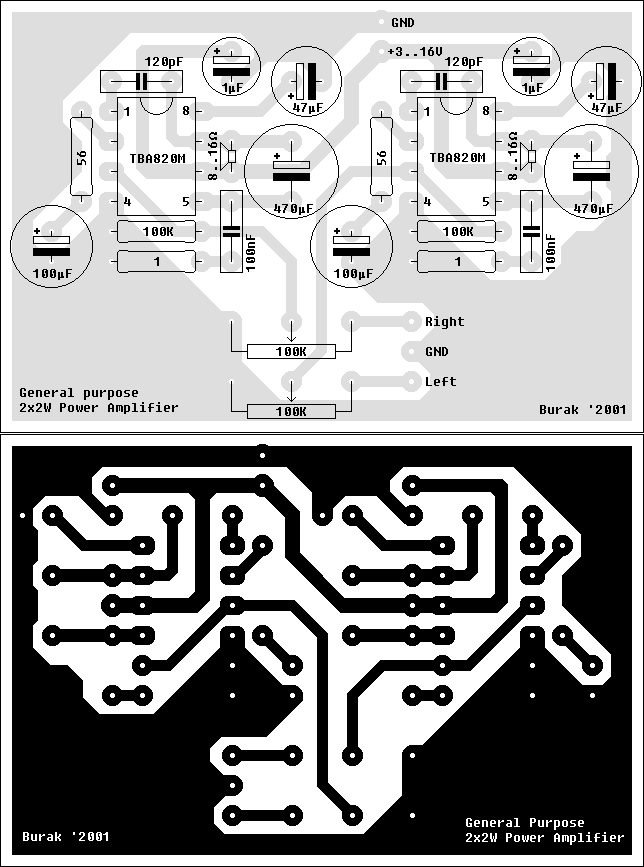 GND
+3..16V
120pF
120pF
+
1µF
+
47µF
+
1µF
+
47µF
1
8
1
8
56
TBA820M
8..16Ω
+
470µF
56
TBA820M
8..16Ω
+
470µF
4
5
4
5
+
100µF
100K
100nF
+
100µF
100K
100nF
1
1
Right
100K
GND
Left
100K
General purpose
2x2W Power Amplifier
Burak '2001
General Purpose
2x2W Power Amplifier
Burak '2001